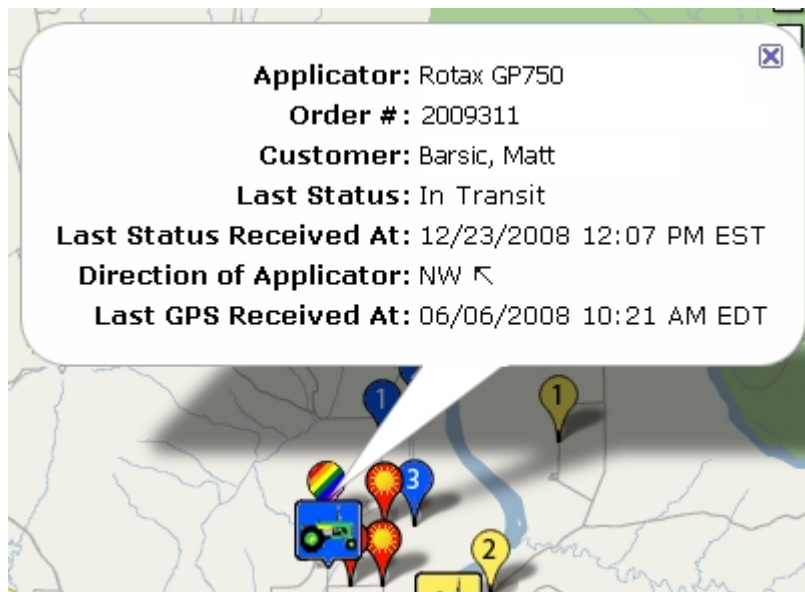 Applicator: Rotax GP750
Order #: 2009311
Customer: Barsic, Matt
Last Status: In Transit
Last Status Received At: 12/23/2008 12:07 PM EST
Direction of Applicator: NW ↖
Last GPS Received At: 06/06/2008 10:21 AM EDT
1
1
3
2